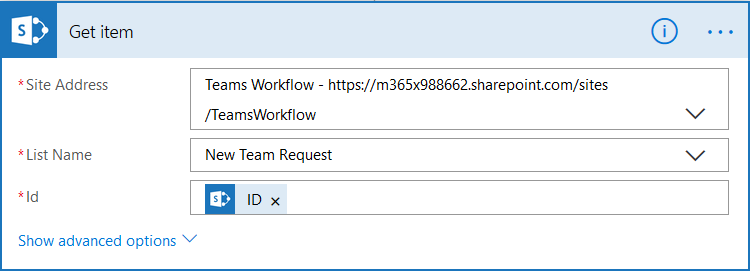 Get item
*Site Address
Teams Workflow - https://m365x988662.sharepoint.com/sites
/TeamsWorkflow
*List Name
New Team Request
*Id
ID ×
Show advanced options